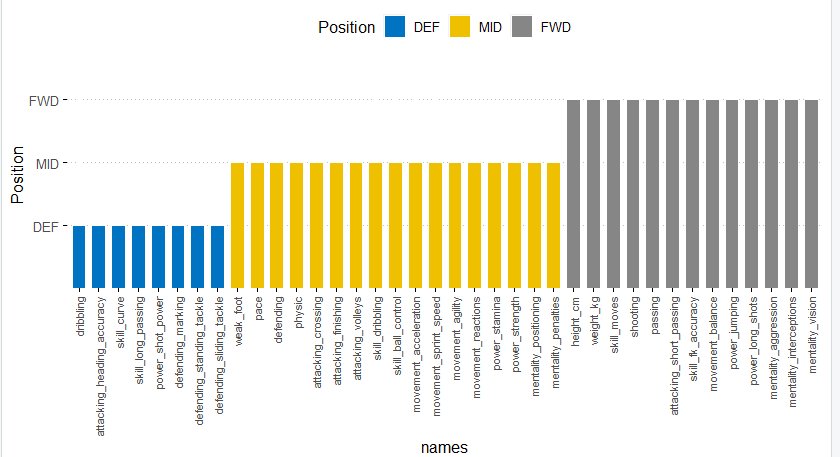 Position DEF MID FWD
FWD
MID
DEF
Position
dribbling
attacking_heading_accuracy
skill_curve
skill_long_passing
power_shot_power
defending_marking
defending_standing_tackle
defending_sliding_tackle
weak_foot
pace
defending
physic
attacking_crossing
attacking_finishing
attacking_volleys
skill_dribbling
skill_ball_control
movement_acceleration
movement_sprint_speed
movement_agility
movement_reactions
power_stamina
power_strength
mentality_positioning
mentality_penalties
height_cm
weight_kg
skill_moves
shooting
passing
attacking_short_passing
skill_fk_accuracy
movement_balance
power_jumping
power_long_shots
mentality_aggression
mentality_interceptions
mentality_vision
names